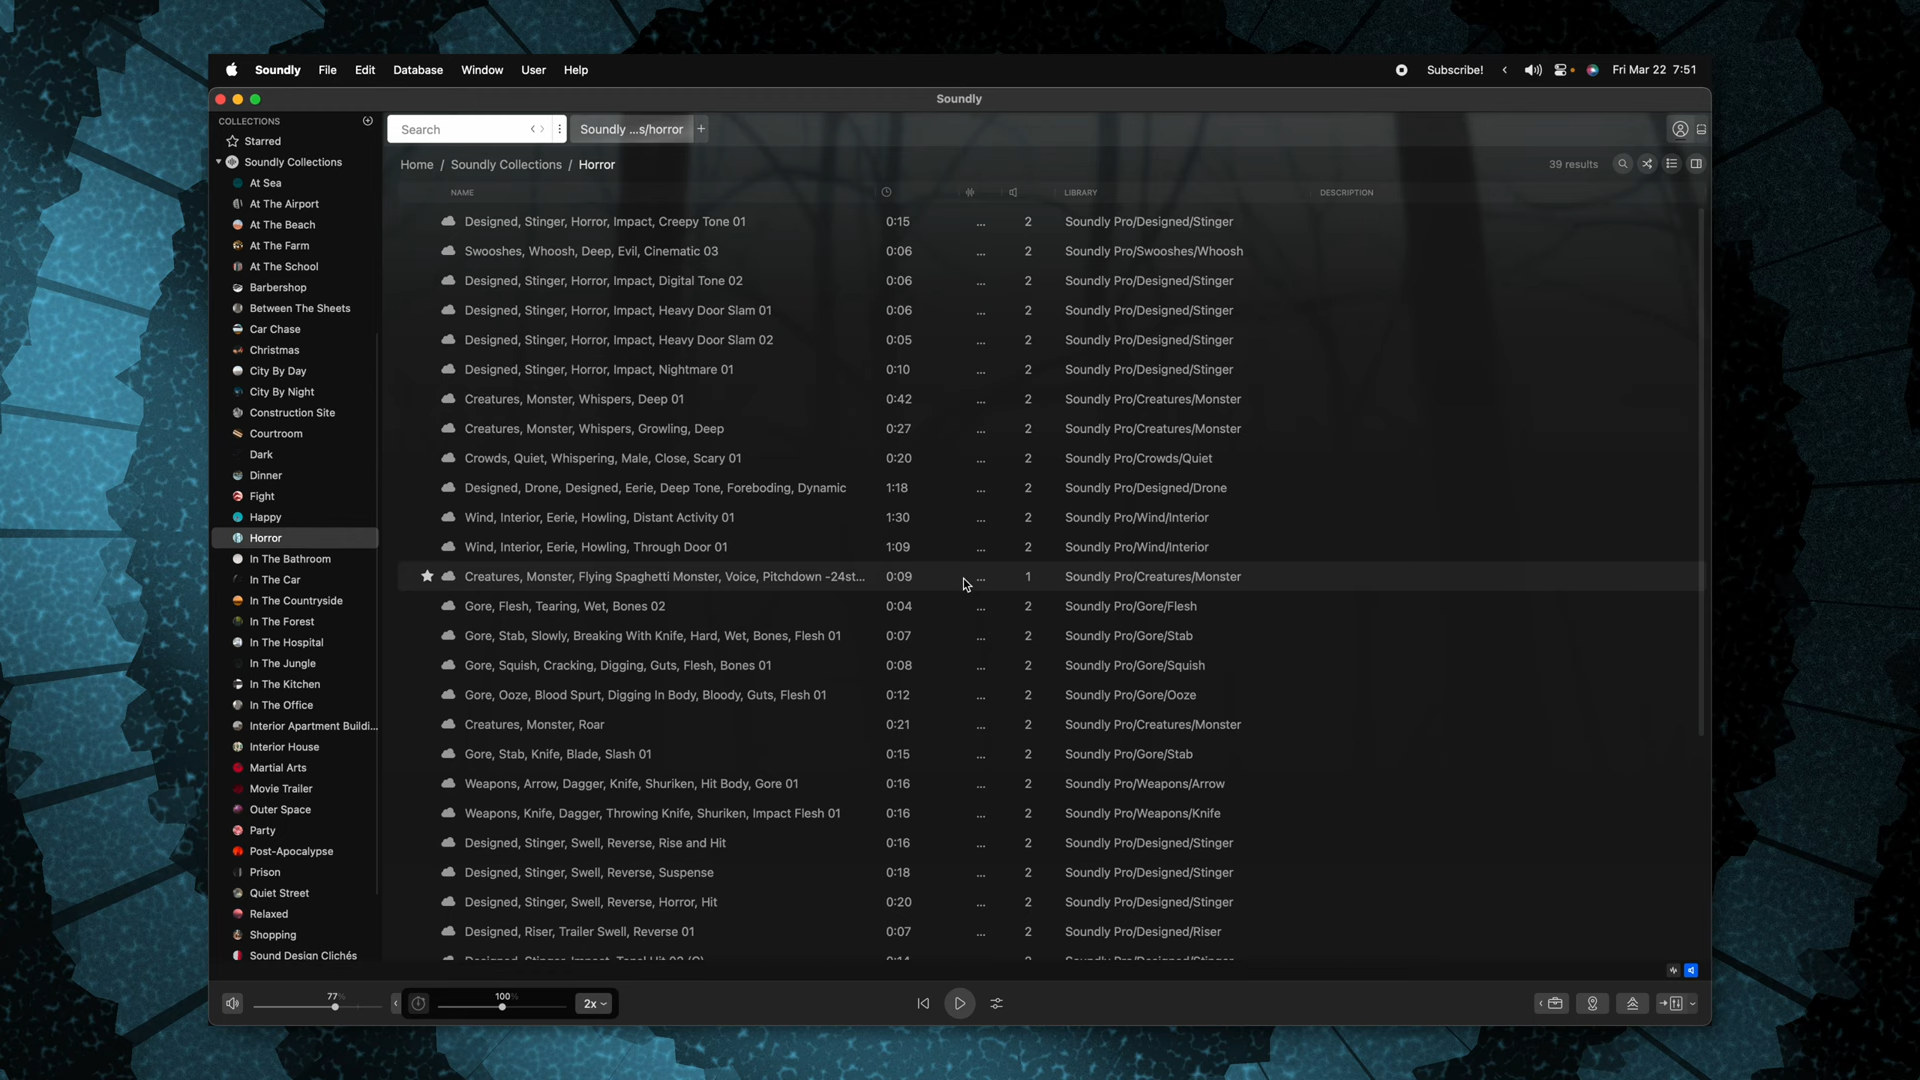 Soundly File Edit Database Window User Help Subscribe! Fri Mar 22 7:51
Soundly
COLLECTIONS
Starred
Soundly Collections
At Sea
At The Airport
At The Beach
At The Farm
At The School
Barbershop
Between The Sheets
Car Chase
Christmas
City By Day
City By Night
Construction Site
Courtroom
Dark
Dinner
Fight
Happy
Horror
In The Bathroom
In The Car
In The Countryside
In The Forest
In The Hospital
In The Jungle
In The Kitchen
In The Office
Interior Apartment Buildi...
Interior House
Martial Arts
Movie Trailer
Outer Space
Party
Post-Apocalypse
Prison
Quiet Street
Relaxed
Shopping
Sound Design Clichés
Search Soundly ...s/horror +
Home / Soundly Collections / Horror 39 results
NAME LIBRARY DESCRIPTION
Designed, Stinger, Horror, Impact, Creepy Tone 01 0:15 ... 2 Soundly Pro/Designed/Stinger
Swooshes, Whoosh, Deep, Evil, Cinematic 03 0:06 ... 2 Soundly Pro/Swooshes/Whoosh
Designed, Stinger, Horror, Impact, Digital Tone 02 0:06 ... 2 Soundly Pro/Designed/Stinger
Designed, Stinger, Horror, Impact, Heavy Door Slam 01 0:06 ... 2 Soundly Pro/Designed/Stinger
Designed, Stinger, Horror, Impact, Heavy Door Slam 02 0:05 ... 2 Soundly Pro/Designed/Stinger
Designed, Stinger, Horror, Impact, Nightmare 01 0:10 ... 2 Soundly Pro/Designed/Stinger
Creatures, Monster, Whispers, Deep 01 0:42 ... 2 Soundly Pro/Creatures/Monster
Creatures, Monster, Whispers, Growling, Deep 0:27 ... 2 Soundly Pro/Creatures/Monster
Crowds, Quiet, Whispering, Male, Close, Scary 01 0:20 ... 2 Soundly Pro/Crowds/Quiet
Designed, Drone, Designed, Eerie, Deep Tone, Foreboding, Dynamic 1:18 ... 2 Soundly Pro/Designed/Drone
Wind, Interior, Eerie, Howling, Distant Activity 01 1:30 ... 2 Soundly Pro/Wind/Interior
Wind, Interior, Eerie, Howling, Through Door 01 1:09 ... 2 Soundly Pro/Wind/Interior
Creatures, Monster, Flying Spaghetti Monster, Voice, Pitchdown -24st... 0:09 ... 1 Soundly Pro/Creatures/Monster
Gore, Flesh, Tearing, Wet, Bones 02 0:04 ... 2 Soundly Pro/Gore/Flesh
Gore, Stab, Slowly, Breaking With Knife, Hard, Wet, Bones, Flesh 01 0:07 ... 2 Soundly Pro/Gore/Stab
Gore, Squish, Cracking, Digging, Guts, Flesh, Bones 01 0:08 ... 2 Soundly Pro/Gore/Squish
Gore, Ooze, Blood Spurt, Digging In Body, Bloody, Guts, Flesh 01 0:12 ... 2 Soundly Pro/Gore/Ooze
Creatures, Monster, Roar 0:21 ... 2 Soundly Pro/Creatures/Monster
Gore, Stab, Knife, Blade, Slash 01 0:15 ... 2 Soundly Pro/Gore/Stab
Weapons, Arrow, Dagger, Knife, Shuriken, Hit Body, Gore 01 0:16 ... 2 Soundly Pro/Weapons/Arrow
Weapons, Knife, Dagger, Throwing Knife, Shuriken, Impact Flesh 01 0:16 ... 2 Soundly Pro/Weapons/Knife
Designed, Stinger, Swell, Reverse, Rise and Hit 0:16 ... 2 Soundly Pro/Designed/Stinger
Designed, Stinger, Swell, Reverse, Suspense 0:18 ... 2 Soundly Pro/Designed/Stinger
Designed, Stinger, Swell, Reverse, Horror, Hit 0:20 ... 2 Soundly Pro/Designed/Stinger
Designed, Riser, Trailer Swell, Reverse 01 0:07 ... 2 Soundly Pro/Designed/Riser
77% 100% 2x